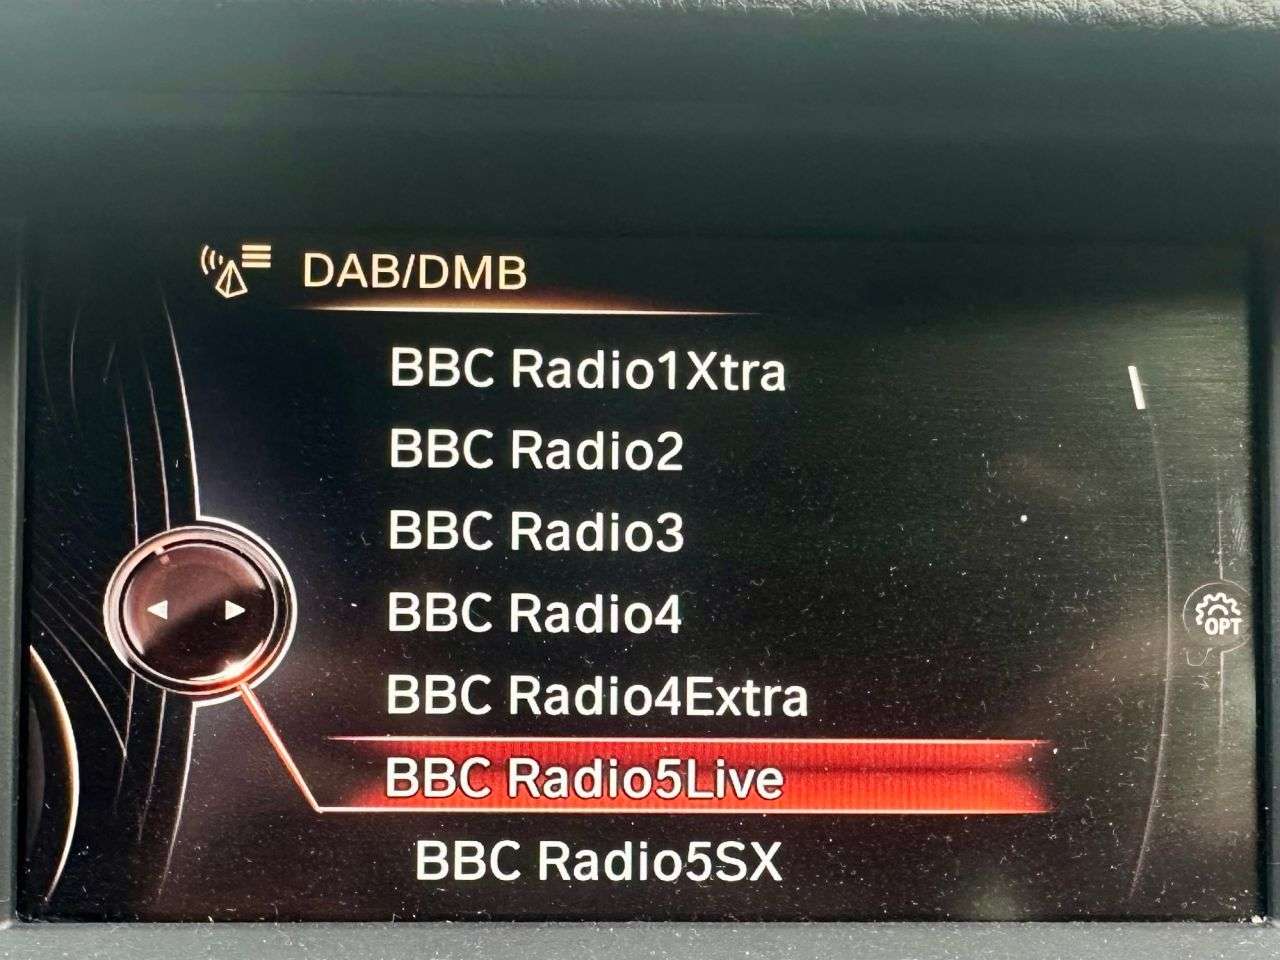 DAB/DMB
BBC Radio1Xtra
BBC Radio2
BBC Radio3
BBC Radio4
OPT
BBC Radio4Extra
BBC Radio5Live
BBC Radio5SX